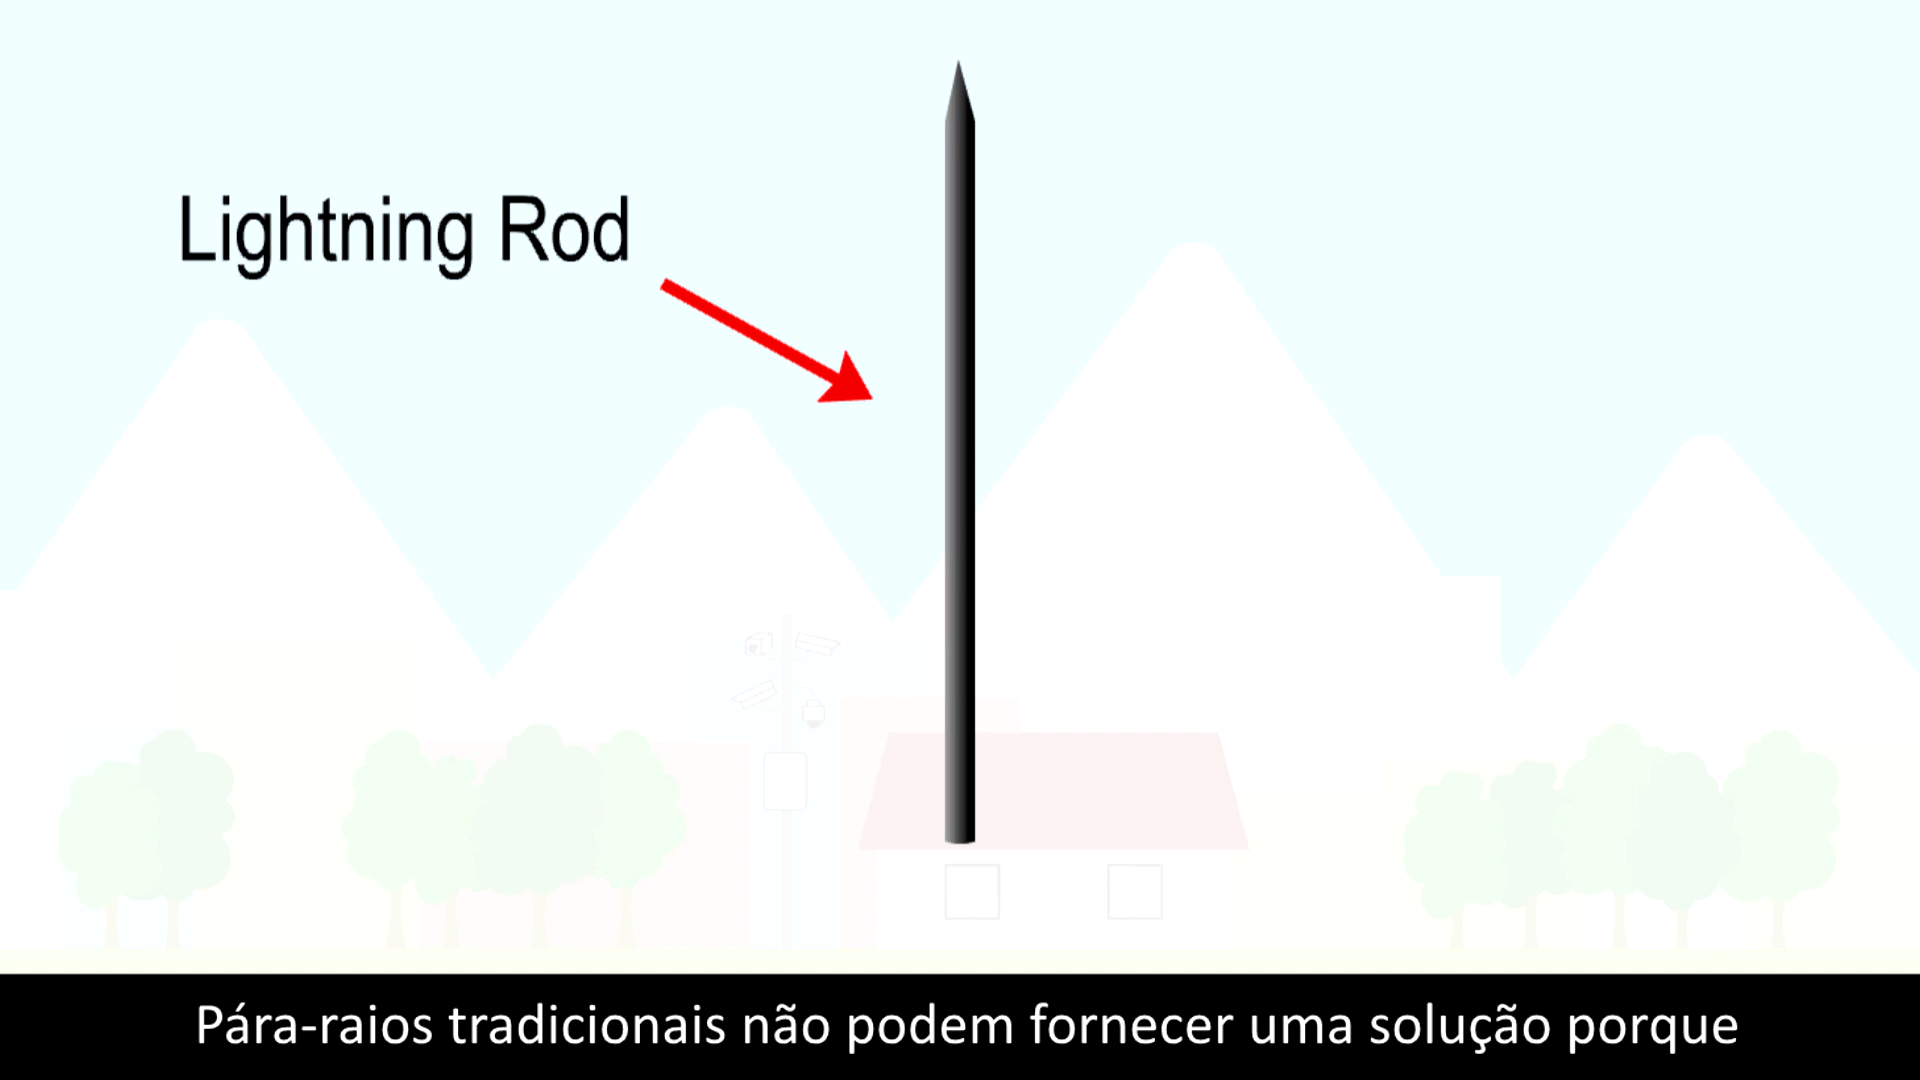 Lightning Rod
Pára-raios tradicionais não podem fornecer uma solução porque